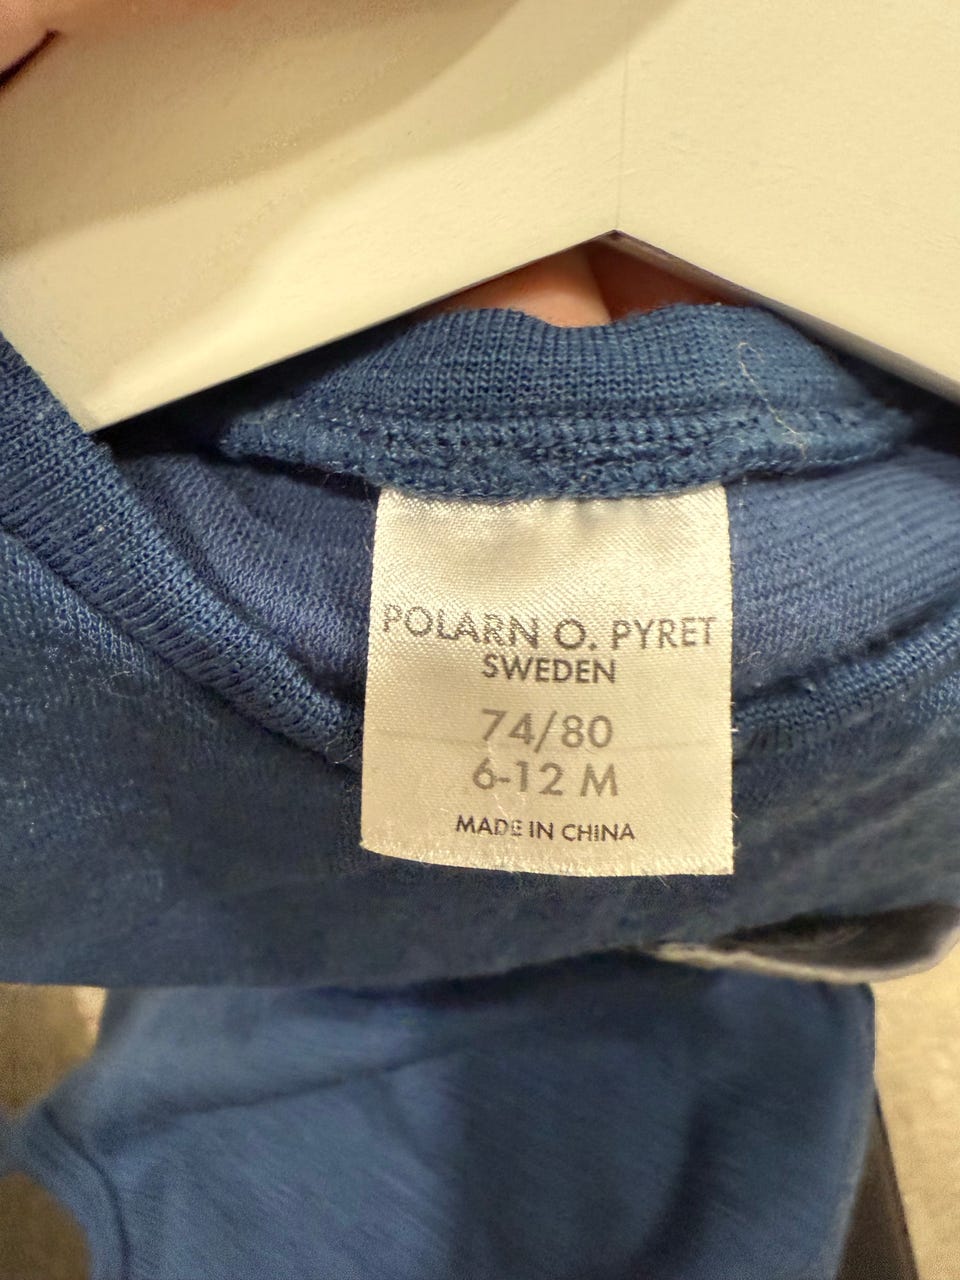 POLARN O. PYRET
SWEDEN
74/80
6-12 M
MADE IN CHINA